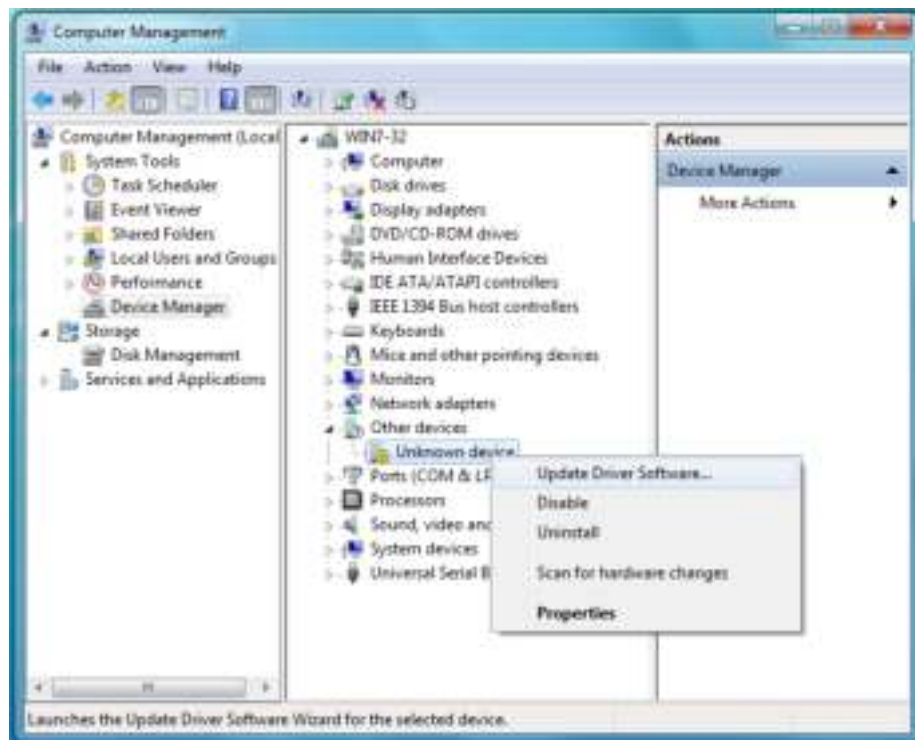 Computer Management
File Action View Help
Computer Management (Local
System Tools
Task Scheduler
Event Viewer
Shared Folders
Local Users and Groups
Performance
Device Manager
Storage
Disk Management
Services and Applications
WIN7-32
Computer
Disk drives
Display adapters
DVD/CD-ROM drives
Human Interface Devices
IDE ATA/ATAPI controllers
IEEE 1394 Bus host controllers
Keyboards
Mice and other pointing devices
Monitors
Network adapters
Other devices
Unknown device
Ports (COM & LP
Processors
Sound, video and
System devices
Universal Serial B
Update Driver Software...
Disable
Uninstall
Scan for hardware changes
Properties
Actions
Device Manager
More Actions
Launches the Update Driver Software Wizard for the selected device.